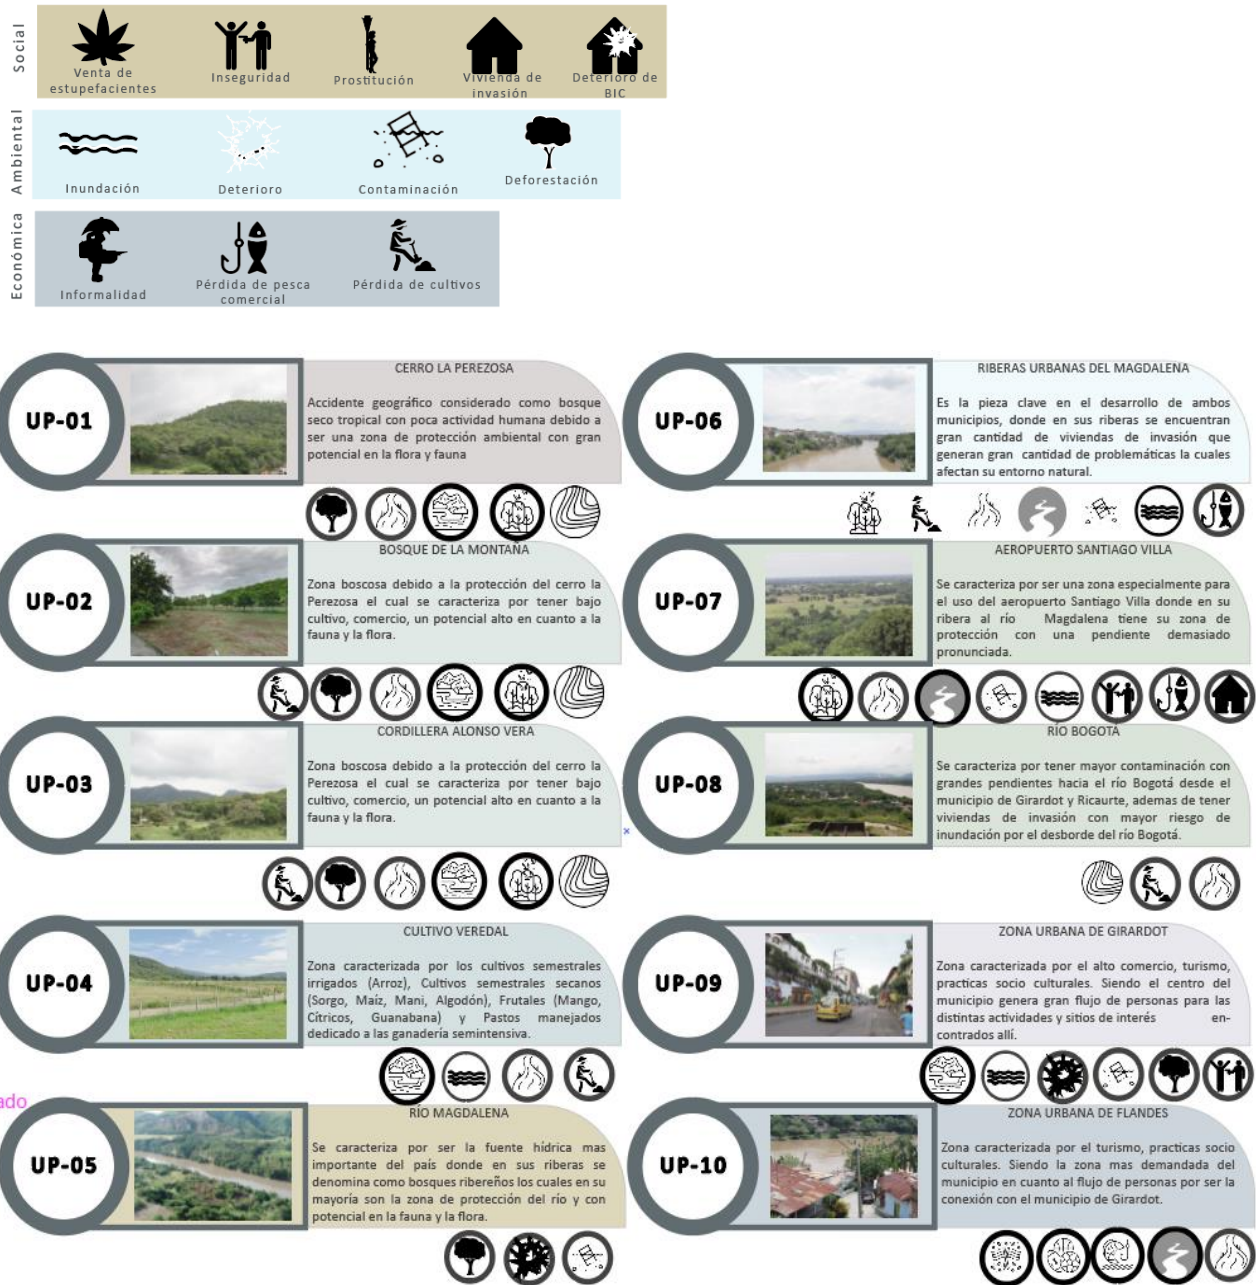 Social
Venta de
estupefacientes
Inseguridad
Prostitución
Vivienda de
invasión
Deterioro de
BIC
Ambiental
Inundación
Deterioro
Contaminación
Deforestación
Económica
Informalidad
Pérdida de pesca
comercial
Pérdida de cultivos
UP-01
CERRO LA PEREZOSA
Accidente geográfico considerado como bosque
seco tropical con poca actividad humana debido a
ser una zona de protección ambiental con gran
potencial en la flora y fauna
UP-02
BOSQUE DE LA MONTAÑA
Zona boscosa debido a la protección del cerro la
Perezosa el cual se caracteriza por tener bajo
cultivo, comercio, un potencial alto en cuanto a la
fauna y la flora.
UP-03
CORDILLERA ALONSO VERA
Zona boscosa debido a la protección del cerro la
Perezosa el cual se caracteriza por tener bajo
cultivo, comercio, un potencial alto en cuanto a la
fauna y la flora.
UP-04
CULTIVO VEREDAL
Zona caracterizada por los cultivos semestrales
irrigados (Arroz), Cultivos semestrales secanos
(Sorgo, Maíz, Mani, Algodón), Frutales (Mango,
Cítricos, Guanabana) y Pastos manejados
dedicado a las ganadería semintensiva.
ado
UP-05
RÍO MAGDALENA
Se caracteriza por ser la fuente hídrica mas
importante del país donde en sus riberas se
denomina como bosques ribereños los cuales en su
mayoría son la zona de protección del río y con
potencial en la fauna y la flora.
UP-06
RIBERAS URBANAS DEL MAGDALENA
Es la pieza clave en el desarrollo de ambos
municipios, donde en sus riberas se encuentran
gran cantidad de viviendas de invasión que
generan gran cantidad de problemáticas la cuales
afectan su entorno natural.
UP-07
AEROPUERTO SANTIAGO VILLA
Se caracteriza por ser una zona especialmente para
el uso del aeropuerto Santiago Villa donde en su
ribera al río Magdalena tiene su zona de
protección con una pendiente demasiado
pronunciada.
UP-08
RÍO BOGOTÁ
Se caracteriza por tener mayor contaminación con
grandes pendientes hacia el río Bogotá desde el
municipio de Girardot y Ricaurte, ademas de tener
viviendas de invasión con mayor riesgo de
inundación por el desborde del río Bogotá.
UP-09
ZONA URBANA DE GIRARDOT
Zona caracterizada por el alto comercio, turismo,
practicas socio culturales. Siendo el centro del
municipio genera gran flujo de personas para las
distintas actividades y sitios de interés en-
contrados allí.
UP-10
ZONA URBANA DE FLANDES
Zona caracterizada por el turismo, practicas socio
culturales. Siendo la zona mas demandada del
municipio en cuanto al flujo de personas por ser la
conexión con el municipio de Girardot.